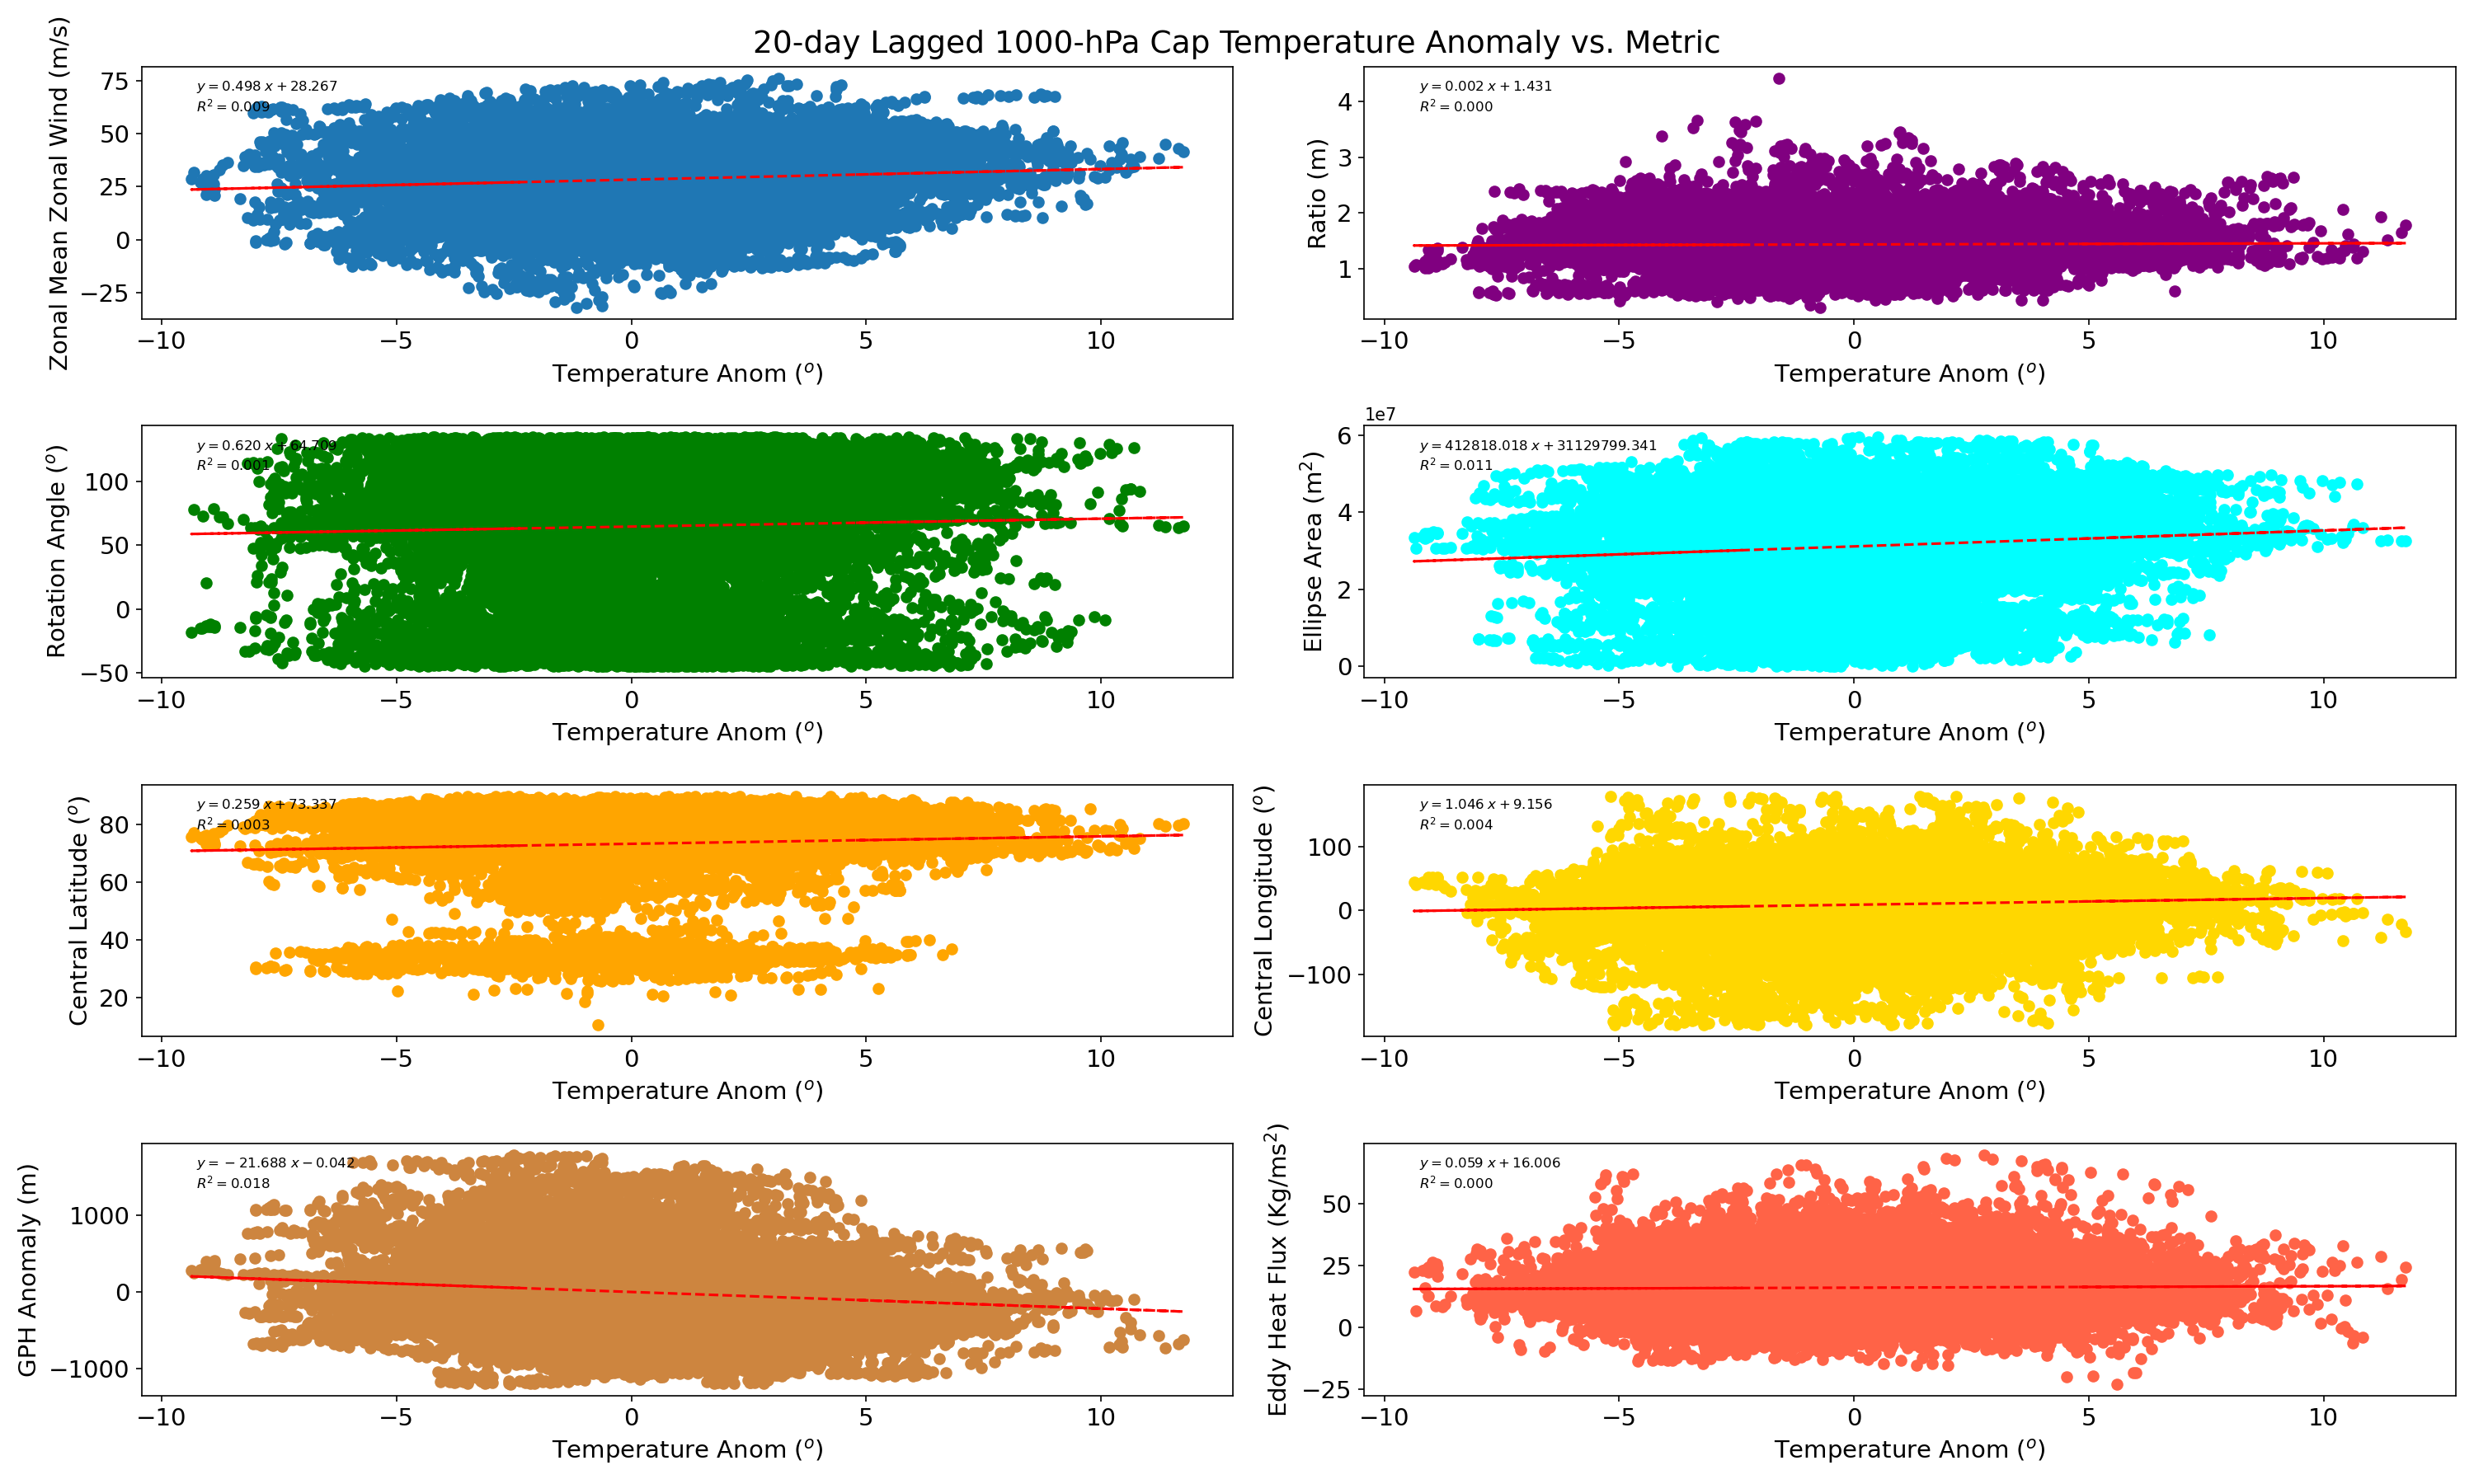 20-day Lagged 1000-hPa Cap Temperature Anomaly vs. Metric
Zonal Mean Zonal Wind (m/s)
75
50
25
0
−25
y = 0.498 x + 28.267
R² = 0.009
−10 −5 0 5 10
Temperature Anom (°)
Ratio (m)
4
3
2
1
y = 0.002 x + 1.431
R² = 0.000
−10 −5 0 5 10
Temperature Anom (°)
Rotation Angle (°)
100
50
0
−50
y = 0.620 x + 64.709
R² = 0.001
−10 −5 0 5 10
Temperature Anom (°)
1e7
Ellipse Area (m²)
6
4
2
0
y = 412818.018 x + 31129799.341
R² = 0.011
−10 −5 0 5 10
Temperature Anom (°)
Central Latitude (°)
80
60
40
20
y = 0.259 x + 73.337
R² = 0.003
−10 −5 0 5 10
Temperature Anom (°)
Central Longitude (°)
100
0
−100
y = 1.046 x + 9.156
R² = 0.004
−10 −5 0 5 10
Temperature Anom (°)
GPH Anomaly (m)
1000
0
−1000
y = − 21.688 x − 0.042
R² = 0.018
−10 −5 0 5 10
Temperature Anom (°)
Eddy Heat Flux (Kg/ms²)
50
25
0
−25
y = 0.059 x + 16.006
R² = 0.000
−10 −5 0 5 10
Temperature Anom (°)